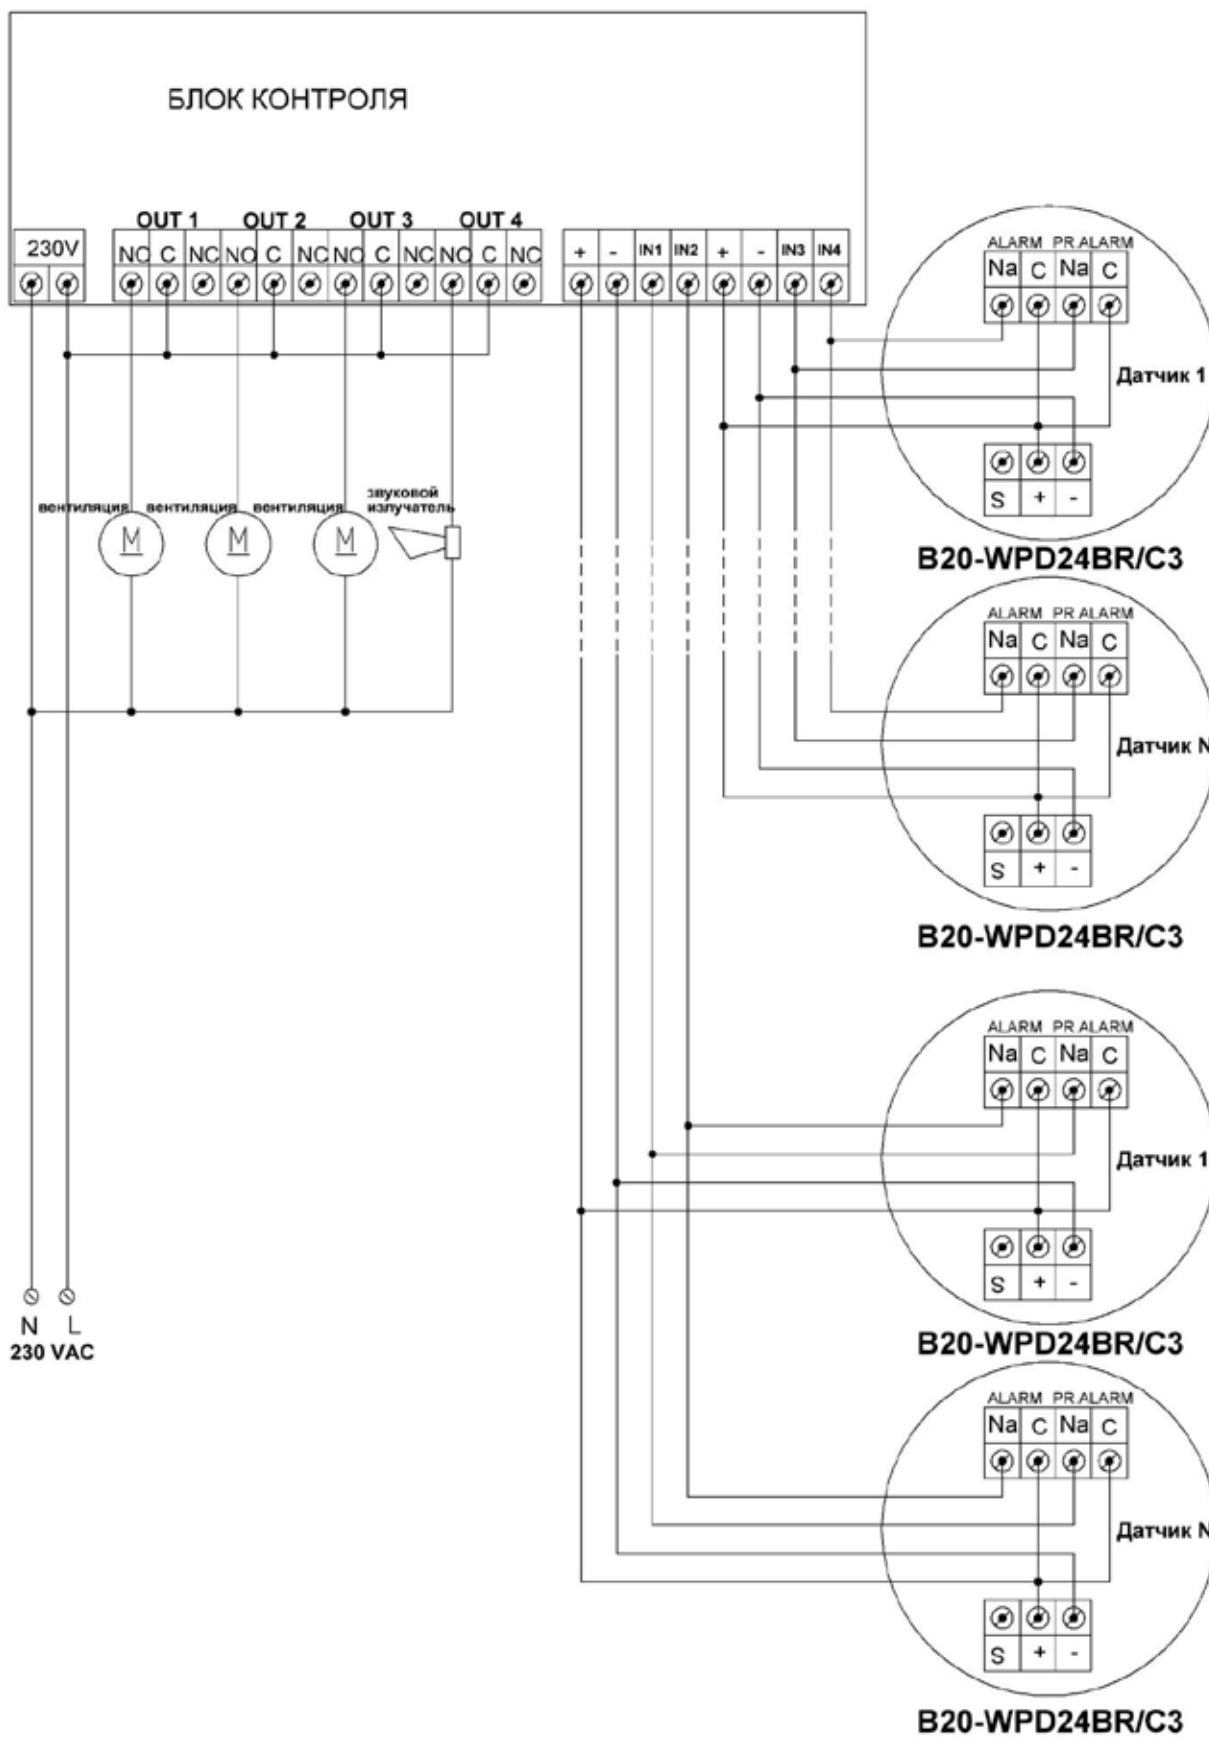 БЛОК КОНТРОЛЯ
OUT 1 OUT 2 OUT 3 OUT 4
230V
NO C NC NO C NC NO C NC NO C NC
+ - IN1 IN2 + - IN3 IN4
ALARM PR.ALARM
Na C Na C
Датчик 1
S + -
B20-WPD24BR/C3
вентиляция вентиляция вентиляция
звуковой
излучатель
M M M
ALARM PR.ALARM
Na C Na C
Датчик N
S + -
B20-WPD24BR/C3
ALARM PR.ALARM
Na C Na C
Датчик 1
S + -
B20-WPD24BR/C3
N L
230 VAC
ALARM PR.ALARM
Na C Na C
Датчик N
S + -
B20-WPD24BR/C3